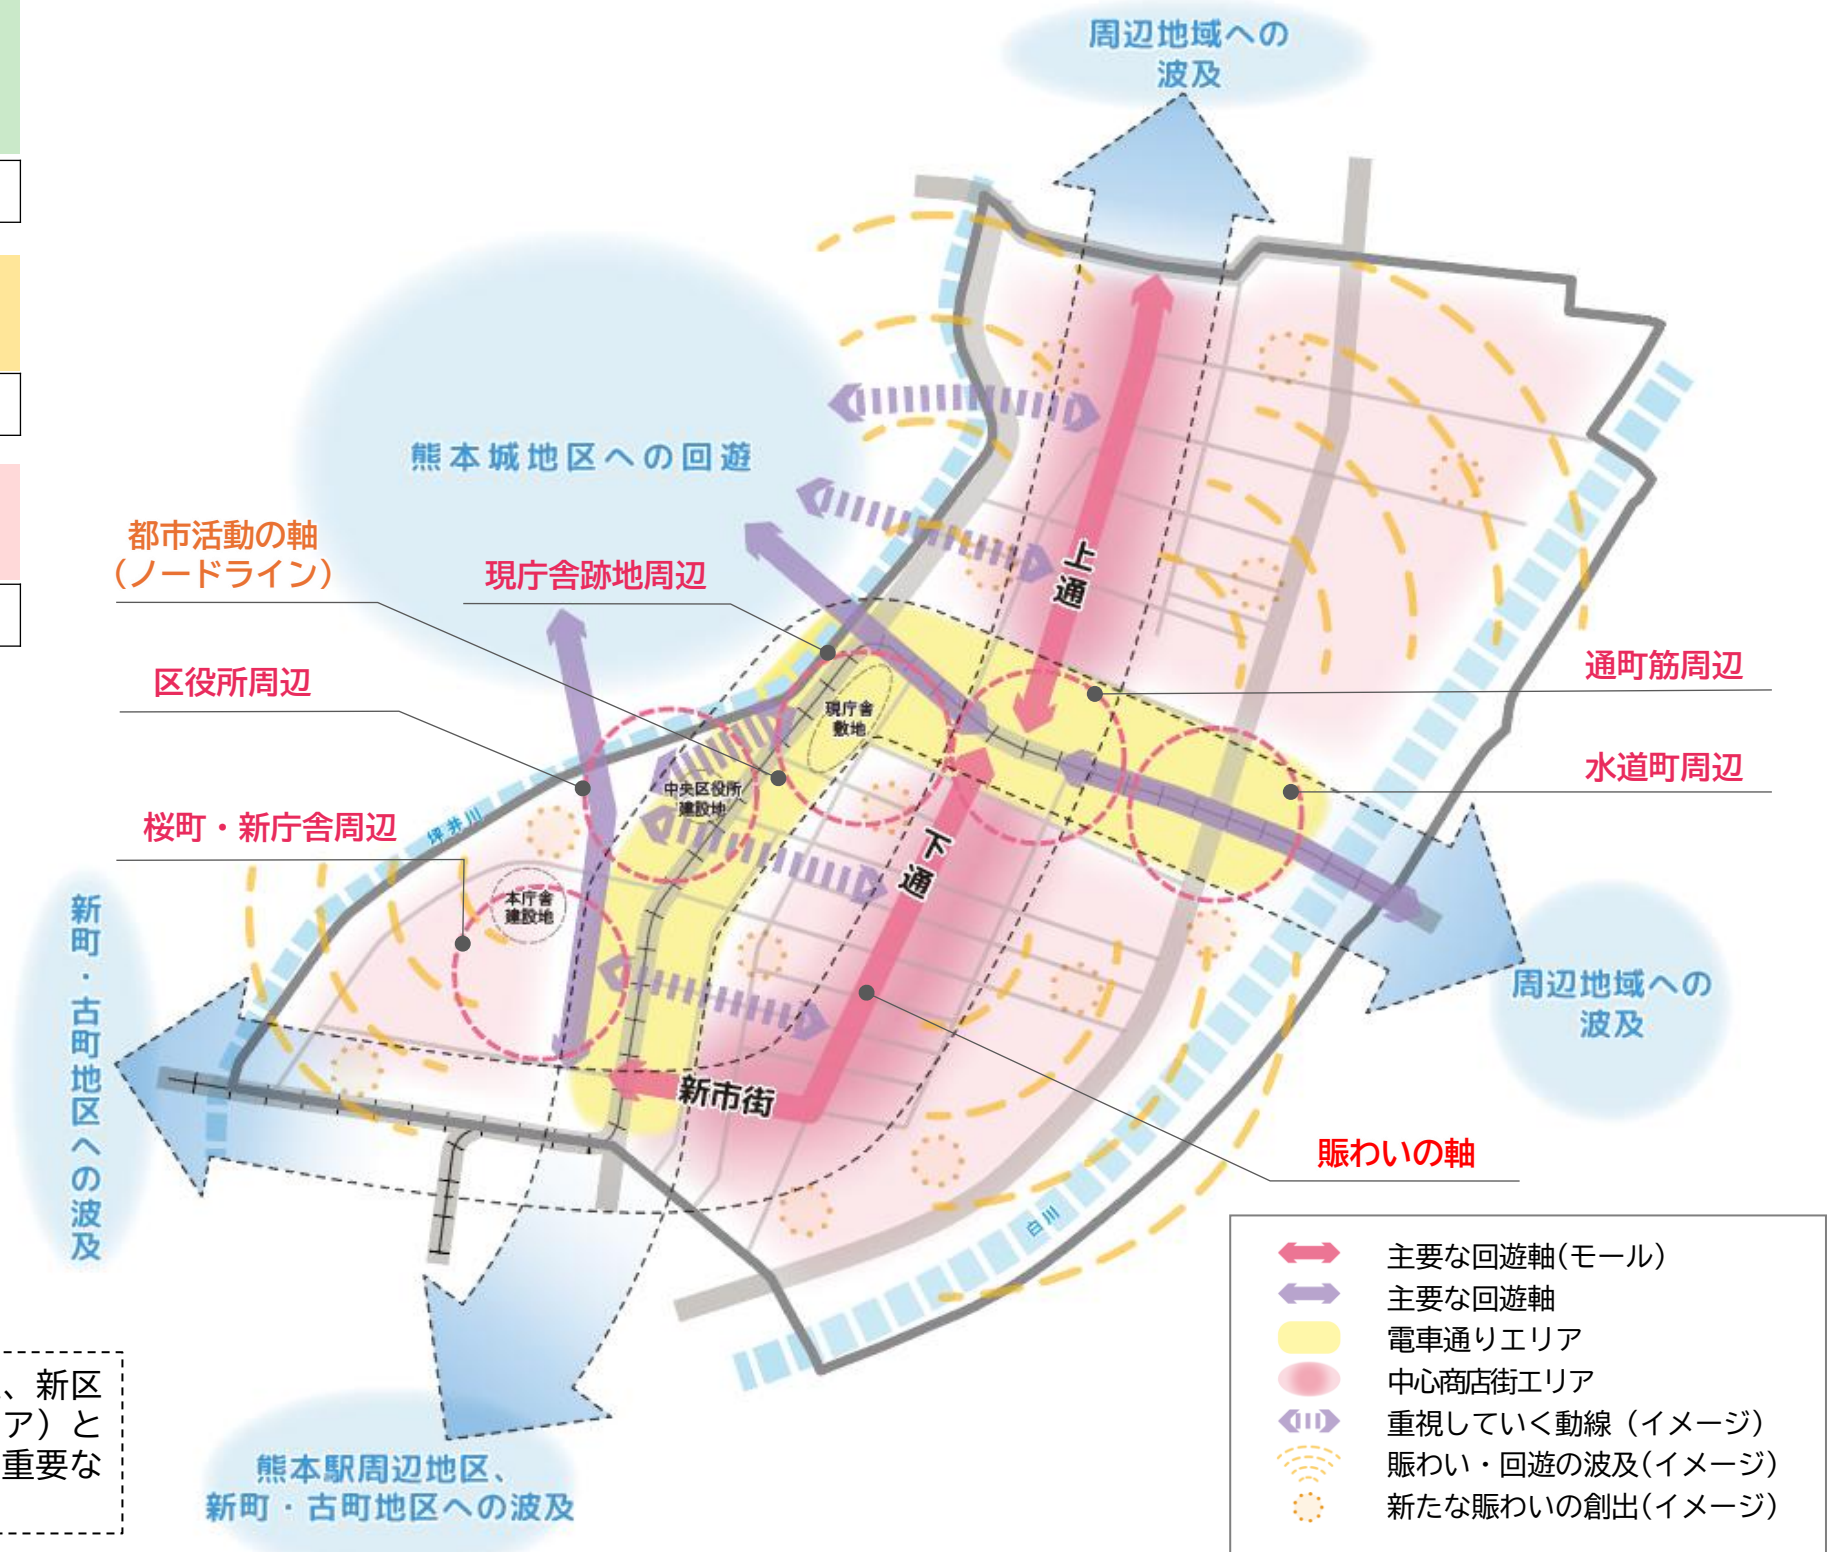 周辺地域への
波及
熊本城地区への回遊
都市活動の軸
（ノードライン）
現庁舎跡地周辺
区役所周辺
桜町・新庁舎周辺
通町筋周辺
水道町周辺
上通
現庁舎
敷地
中央区役所
建設地
下通
坪井川
本庁舎
建設地
新市街
新町・古町地区への波及
周辺地域への
波及
賑わいの軸
白川
熊本駅周辺地区、
新町・古町地区への波及
、新区
ア）と
重要な
主要な回遊軸(モール)
主要な回遊軸
電車通りエリア
中心商店街エリア
重視していく動線（イメージ）
賑わい・回遊の波及(イメージ)
新たな賑わいの創出(イメージ)